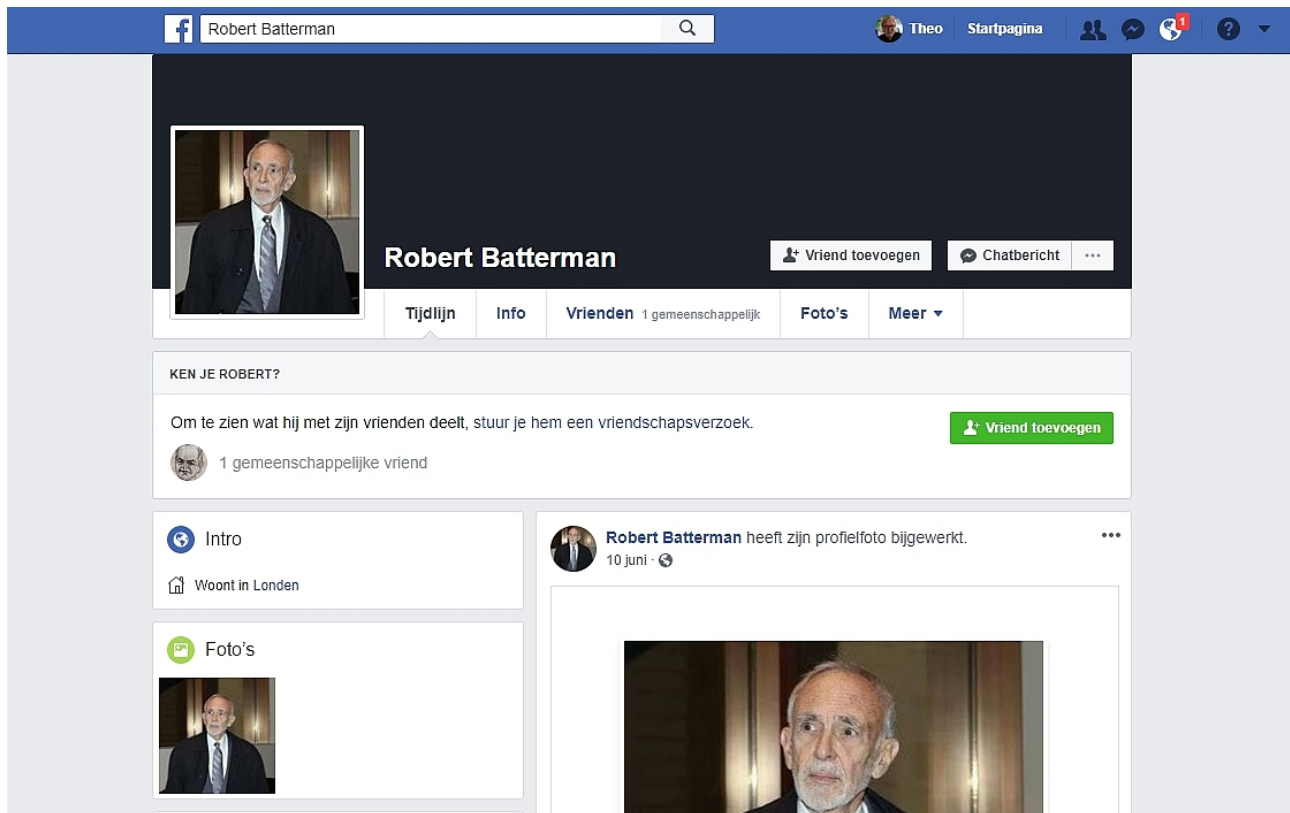 f Robert Batterman Theo Startpagina 1 ?
Robert Batterman Vriend toevoegen Chatbericht ...
Tijdlijn Info Vrienden 1 gemeenschappelijk Foto's Meer
KEN JE ROBERT?
Om te zien wat hij met zijn vrienden deelt, stuur je hem een vriendschapsverzoek.
Vriend toevoegen
1 gemeenschappelijke vriend
Intro
Woont in Londen
Foto's
Robert Batterman heeft zijn profielfoto bijgewerkt.
10 juni ·